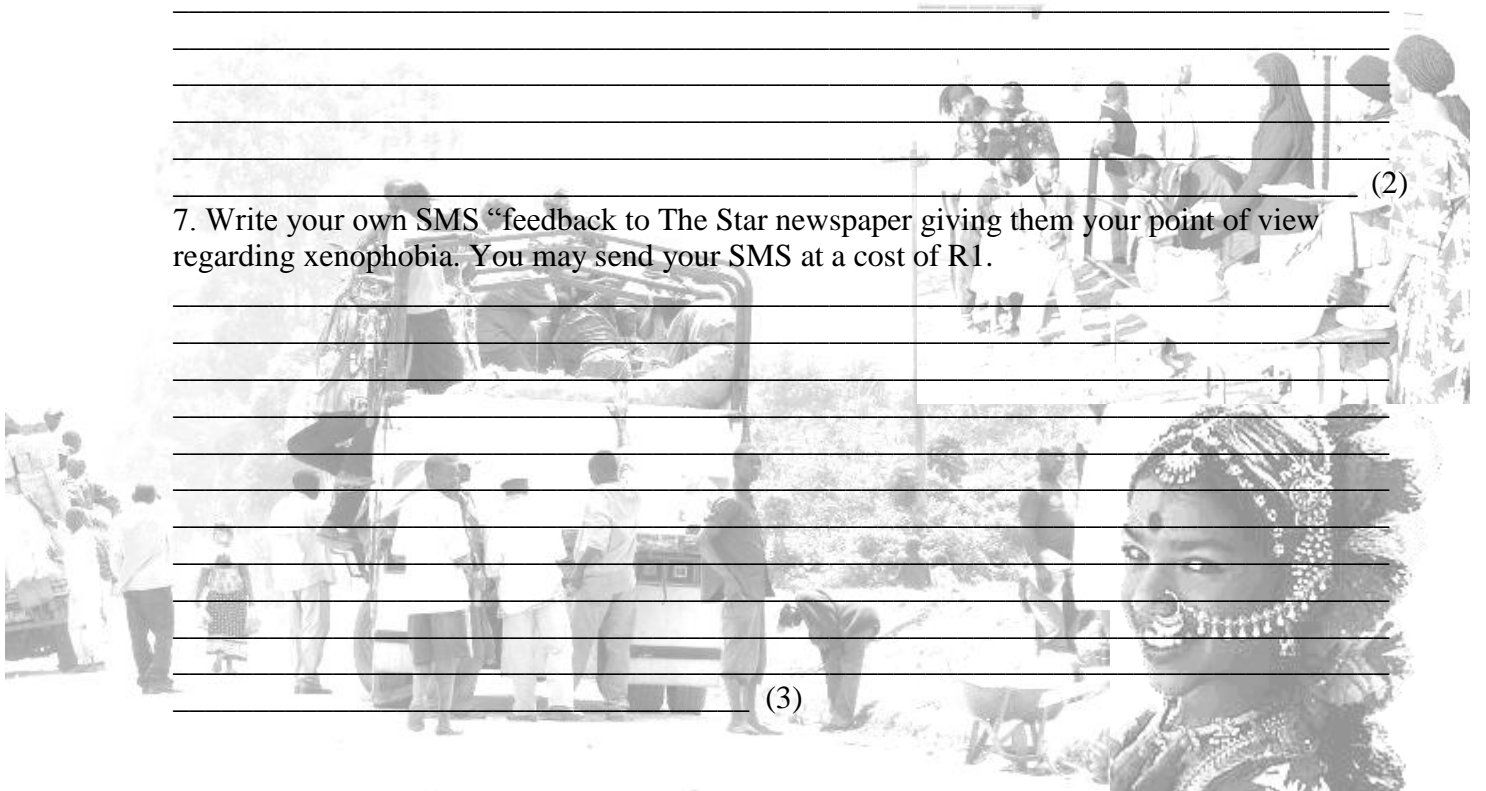 (2)
7. Write your own SMS “feedback to The Star newspaper giving them your point of view
regarding xenophobia. You may send your SMS at a cost of R1.
(3)